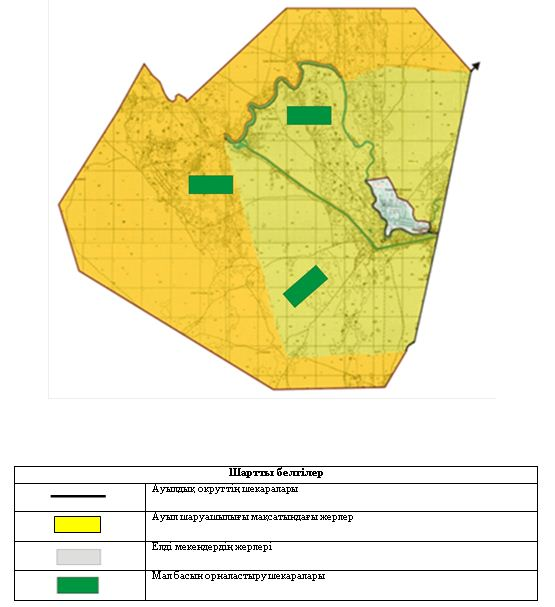 Шартты белгілер
Ауылдық округтің шекаралары
Ауыл шаруашылығы мақсатындағы жерлер
Елді мекендердің жерлері
Мал басын орналастыру шекаралары